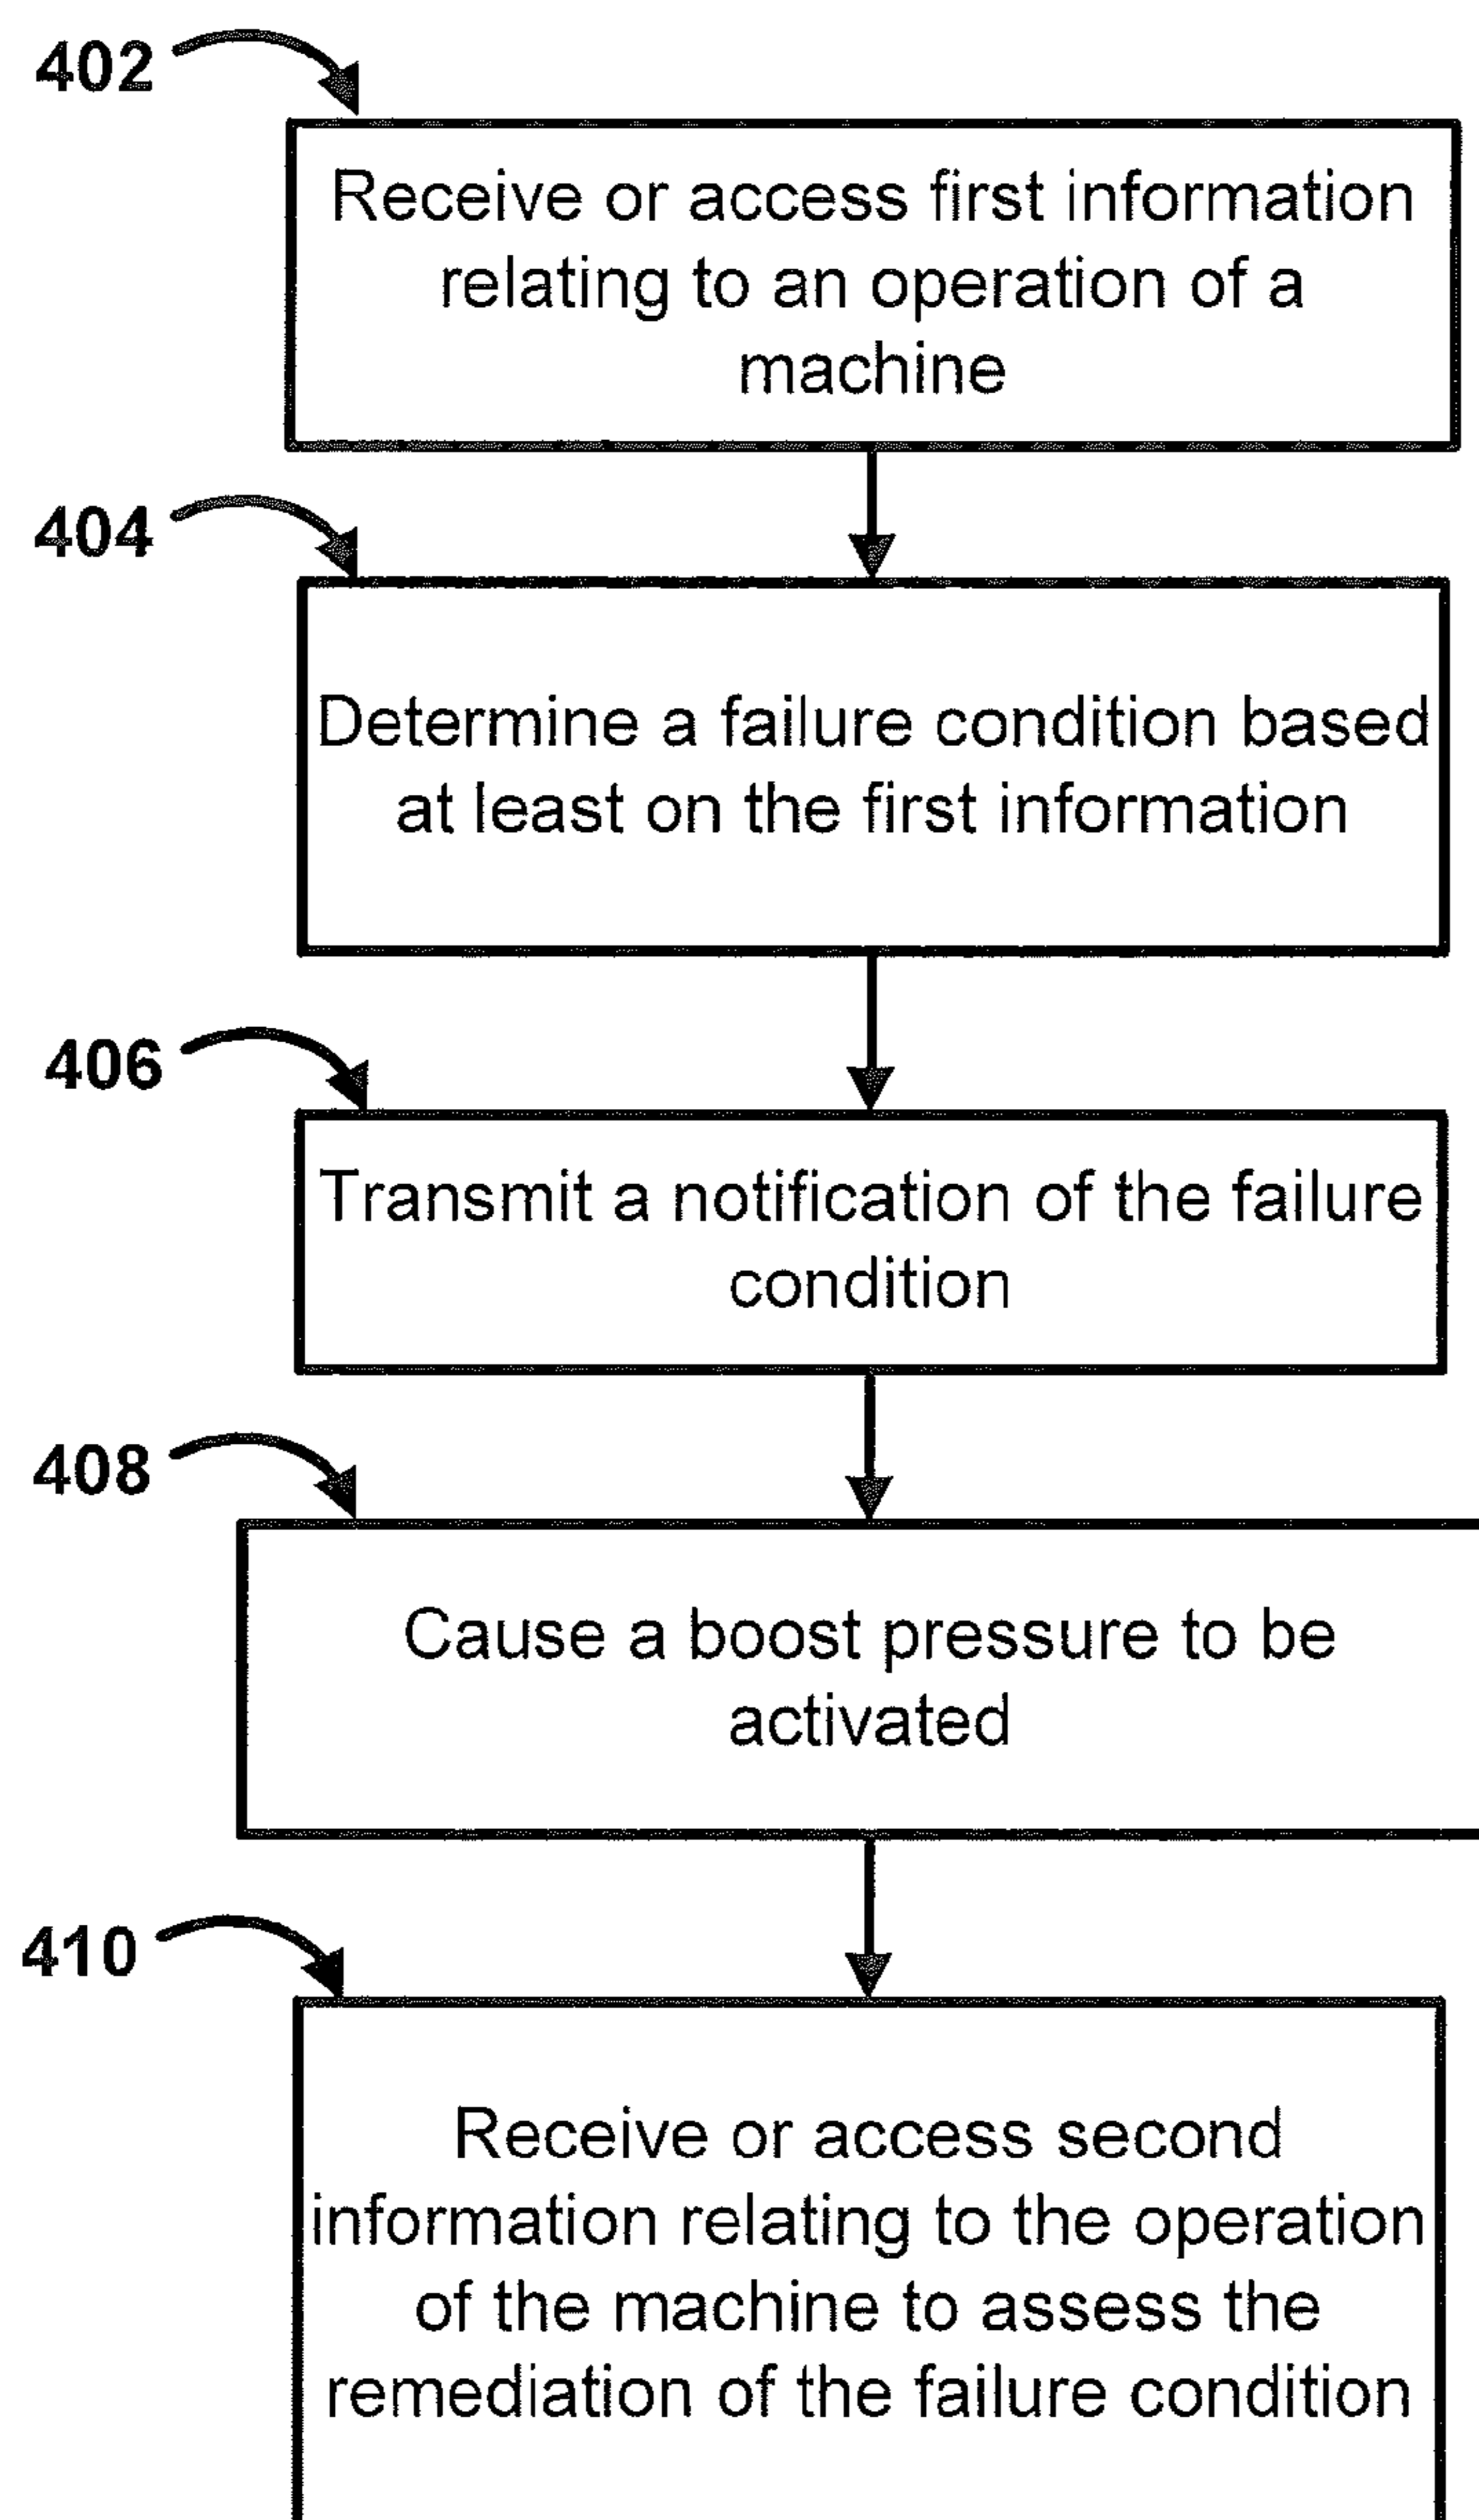 402
Receive or access first information
relating to an operation of a
machine
404
Determine a failure condition based
at least on the first information
406
Transmit a notification of the failure
condition
408
Cause a boost pressure to be
activated
410
Receive or access second
information relating to the operation
of the machine to assess the
remediation of the failure condition